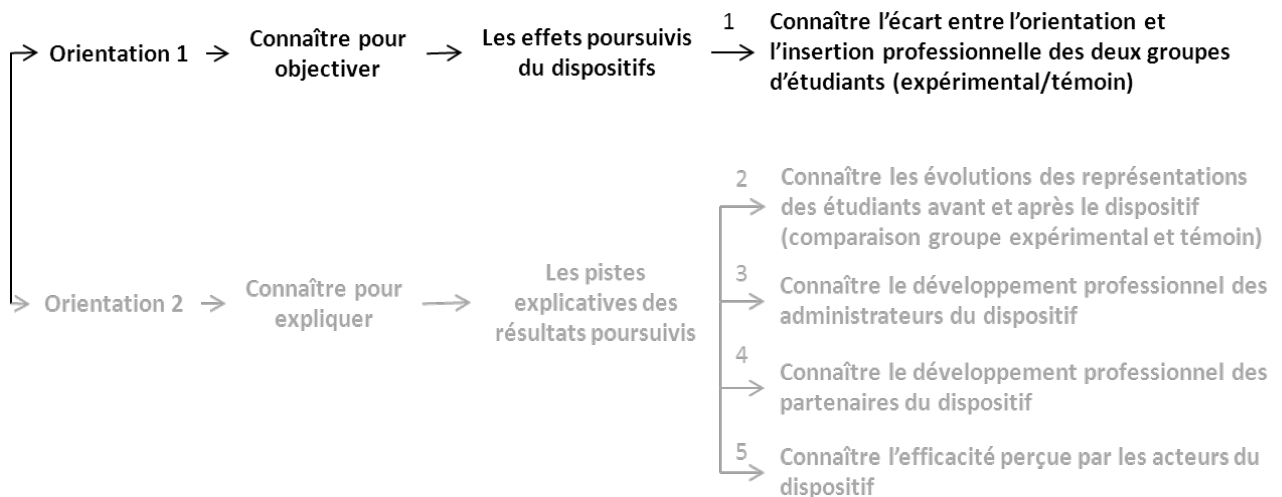 Orientation 1
Connaître pour
objectiver
Les effets poursuivis
du dispositifs
1
Connaître l'écart entre l'orientation et
l'insertion professionnelle des deux groupes
d'étudiants (expérimental/témoin)
Orientation 2
Connaître pour
expliquer
Les pistes
explicatives des
résultats poursuivis
2
Connaître les évolutions des représentations
des étudiants avant et après le dispositif
(comparaison groupe expérimental et témoin)
3
Connaître le développement professionnel des
administrateurs du dispositif
4
Connaître le développement professionnel des
partenaires du dispositif
5
Connaître l'efficacité perçue par les acteurs du
dispositif